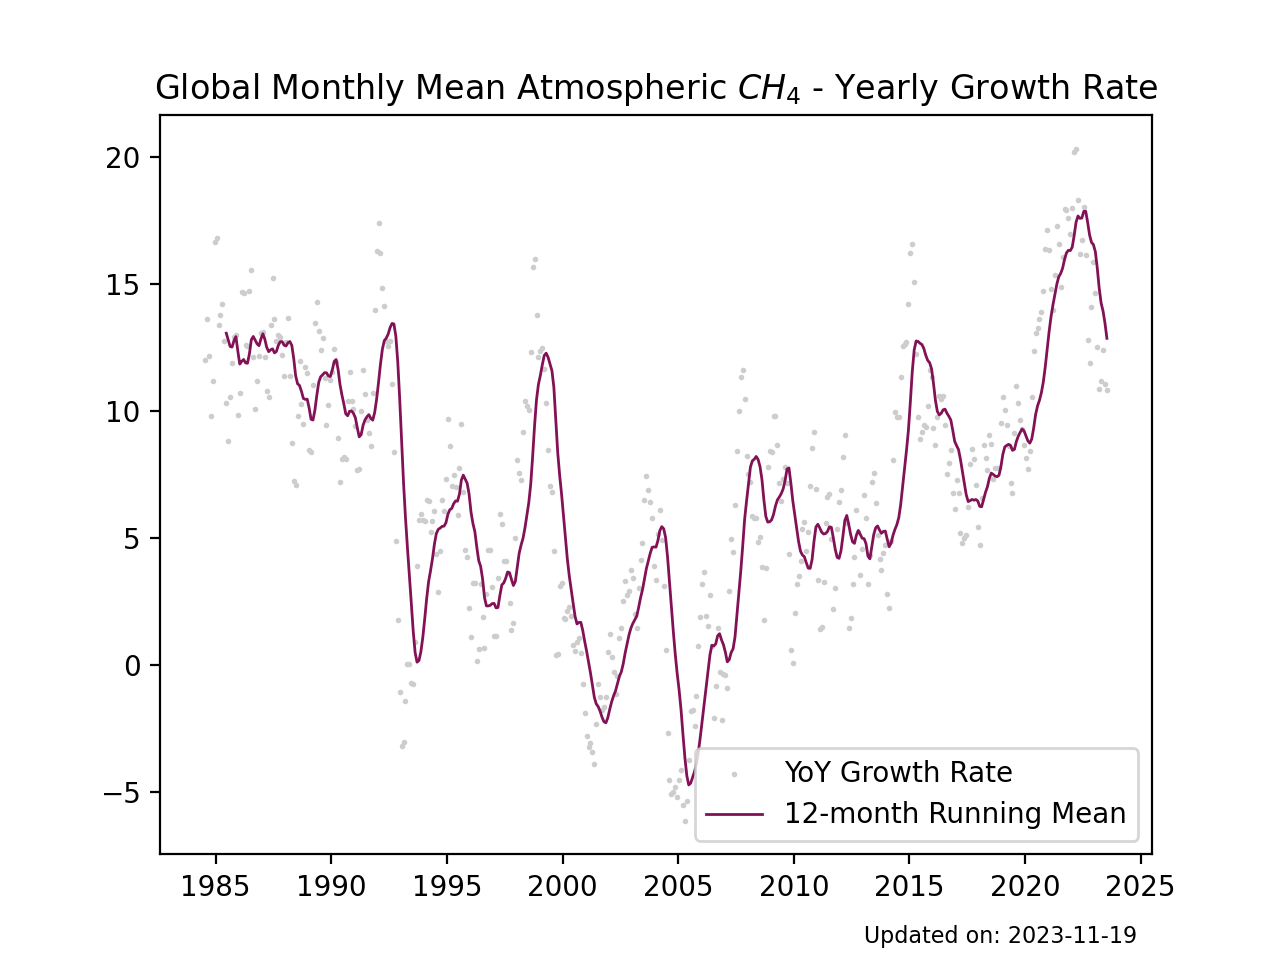 Global Monthly Mean Atmospheric CH₄ - Yearly Growth Rate
20
15
10
5
0
−5
YoY Growth Rate
12-month Running Mean
1985 1990 1995 2000 2005 2010 2015 2020 2025
Updated on: 2023-11-19